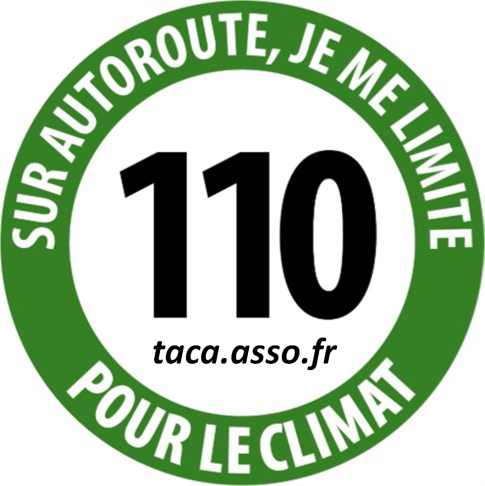 SUR AUTOROUTE, JE ME LIMITE
110
taca.asso.fr
POUR LE CLIMAT